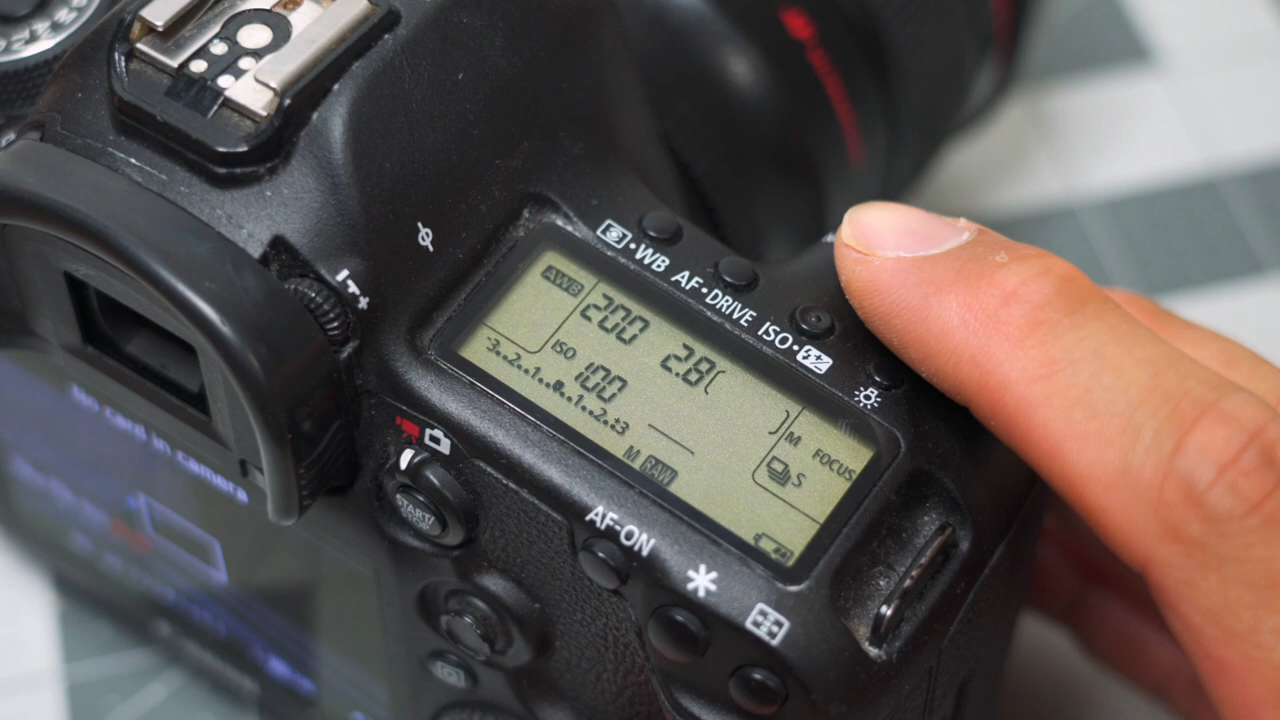 WB AF•DRIVE ISO•
AWB
200 2.8
ISO 100
-3..2..1..0..1..2..±3
M RAW
M FOCUS
S
START/
STOP
AF-ON
No card in camera